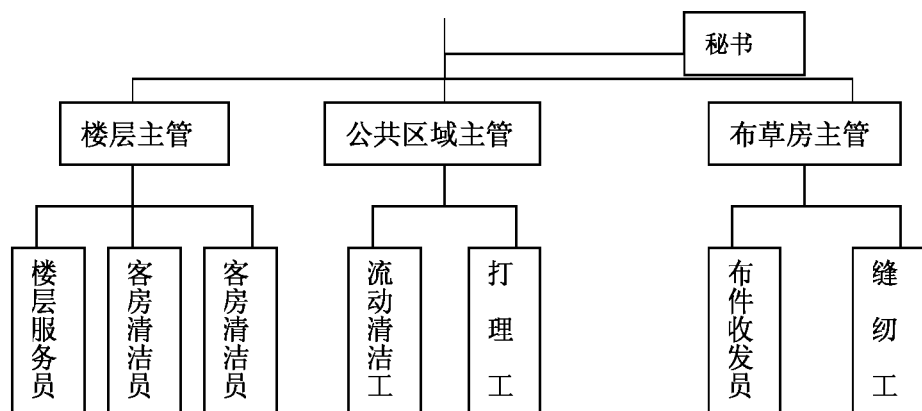 秘书
楼层主管
公共区域主管
布草房主管
楼层服务员
客房清洁员
客房清洁员
流动清洁工
打理工
布件收发员
缝纫工